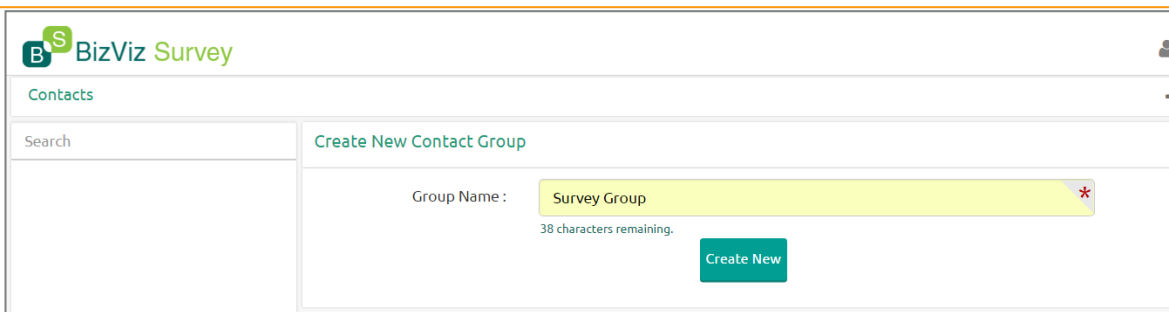 BS BizViz Survey
Contacts
Search
Create New Contact Group
Group Name :
Survey Group *
38 characters remaining.
Create New